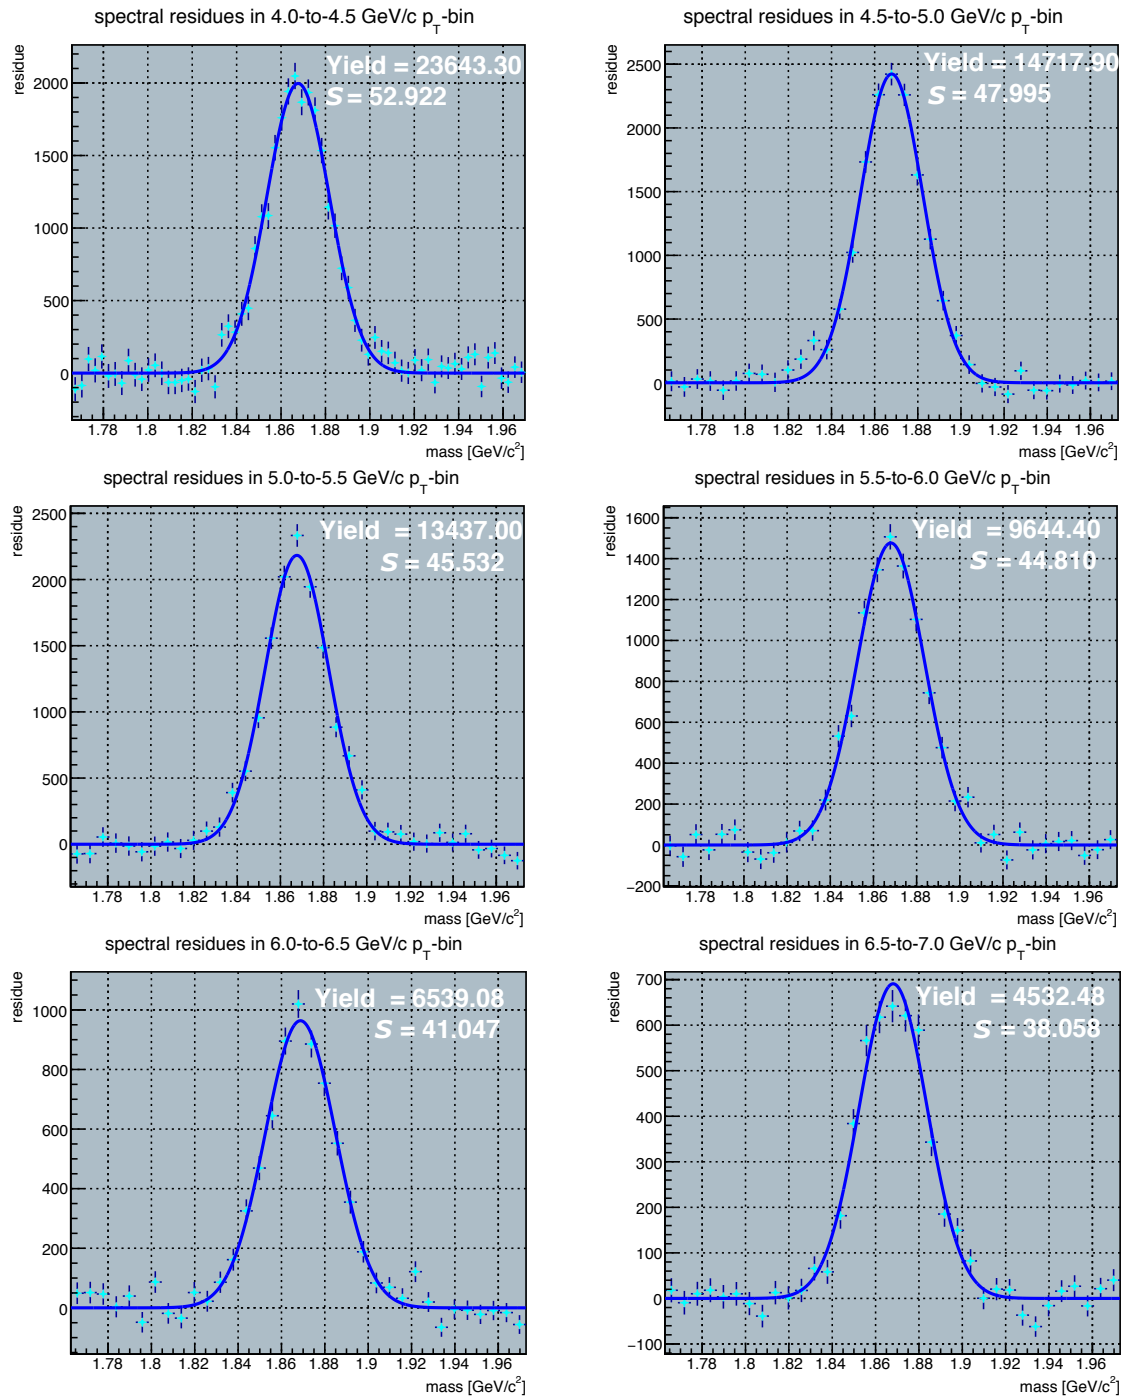 spectral residues in 4.0-to-4.5 GeV/c pT-bin
residue
Yield = 23643.30
S = 52.922
2000
1500
1000
500
0
1.78 1.8 1.82 1.84 1.86 1.88 1.9 1.92 1.94 1.96
mass [GeV/c2]
spectral residues in 4.5-to-5.0 GeV/c pT-bin
residue
Yield = 14717.90
S = 47.995
2500
2000
1500
1000
500
0
1.78 1.8 1.82 1.84 1.86 1.88 1.9 1.92 1.94 1.96
mass [GeV/c2]
spectral residues in 5.0-to-5.5 GeV/c pT-bin
residue
Yield = 13437.00
S = 45.532
2500
2000
1500
1000
500
0
1.78 1.8 1.82 1.84 1.86 1.88 1.9 1.92 1.94 1.96
mass [GeV/c2]
spectral residues in 5.5-to-6.0 GeV/c pT-bin
residue
Yield = 9644.40
S = 44.810
1600
1400
1200
1000
800
600
400
200
0
−200
1.78 1.8 1.82 1.84 1.86 1.88 1.9 1.92 1.94 1.96
mass [GeV/c2]
spectral residues in 6.0-to-6.5 GeV/c pT-bin
residue
Yield = 6539.08
S = 41.047
1000
800
600
400
200
0
1.78 1.8 1.82 1.84 1.86 1.88 1.9 1.92 1.94 1.96
mass [GeV/c2]
spectral residues in 6.5-to-7.0 GeV/c pT-bin
residue
Yield = 4532.48
S = 38.058
700
600
500
400
300
200
100
0
−100
1.78 1.8 1.82 1.84 1.86 1.88 1.9 1.92 1.94 1.96
mass [GeV/c2]